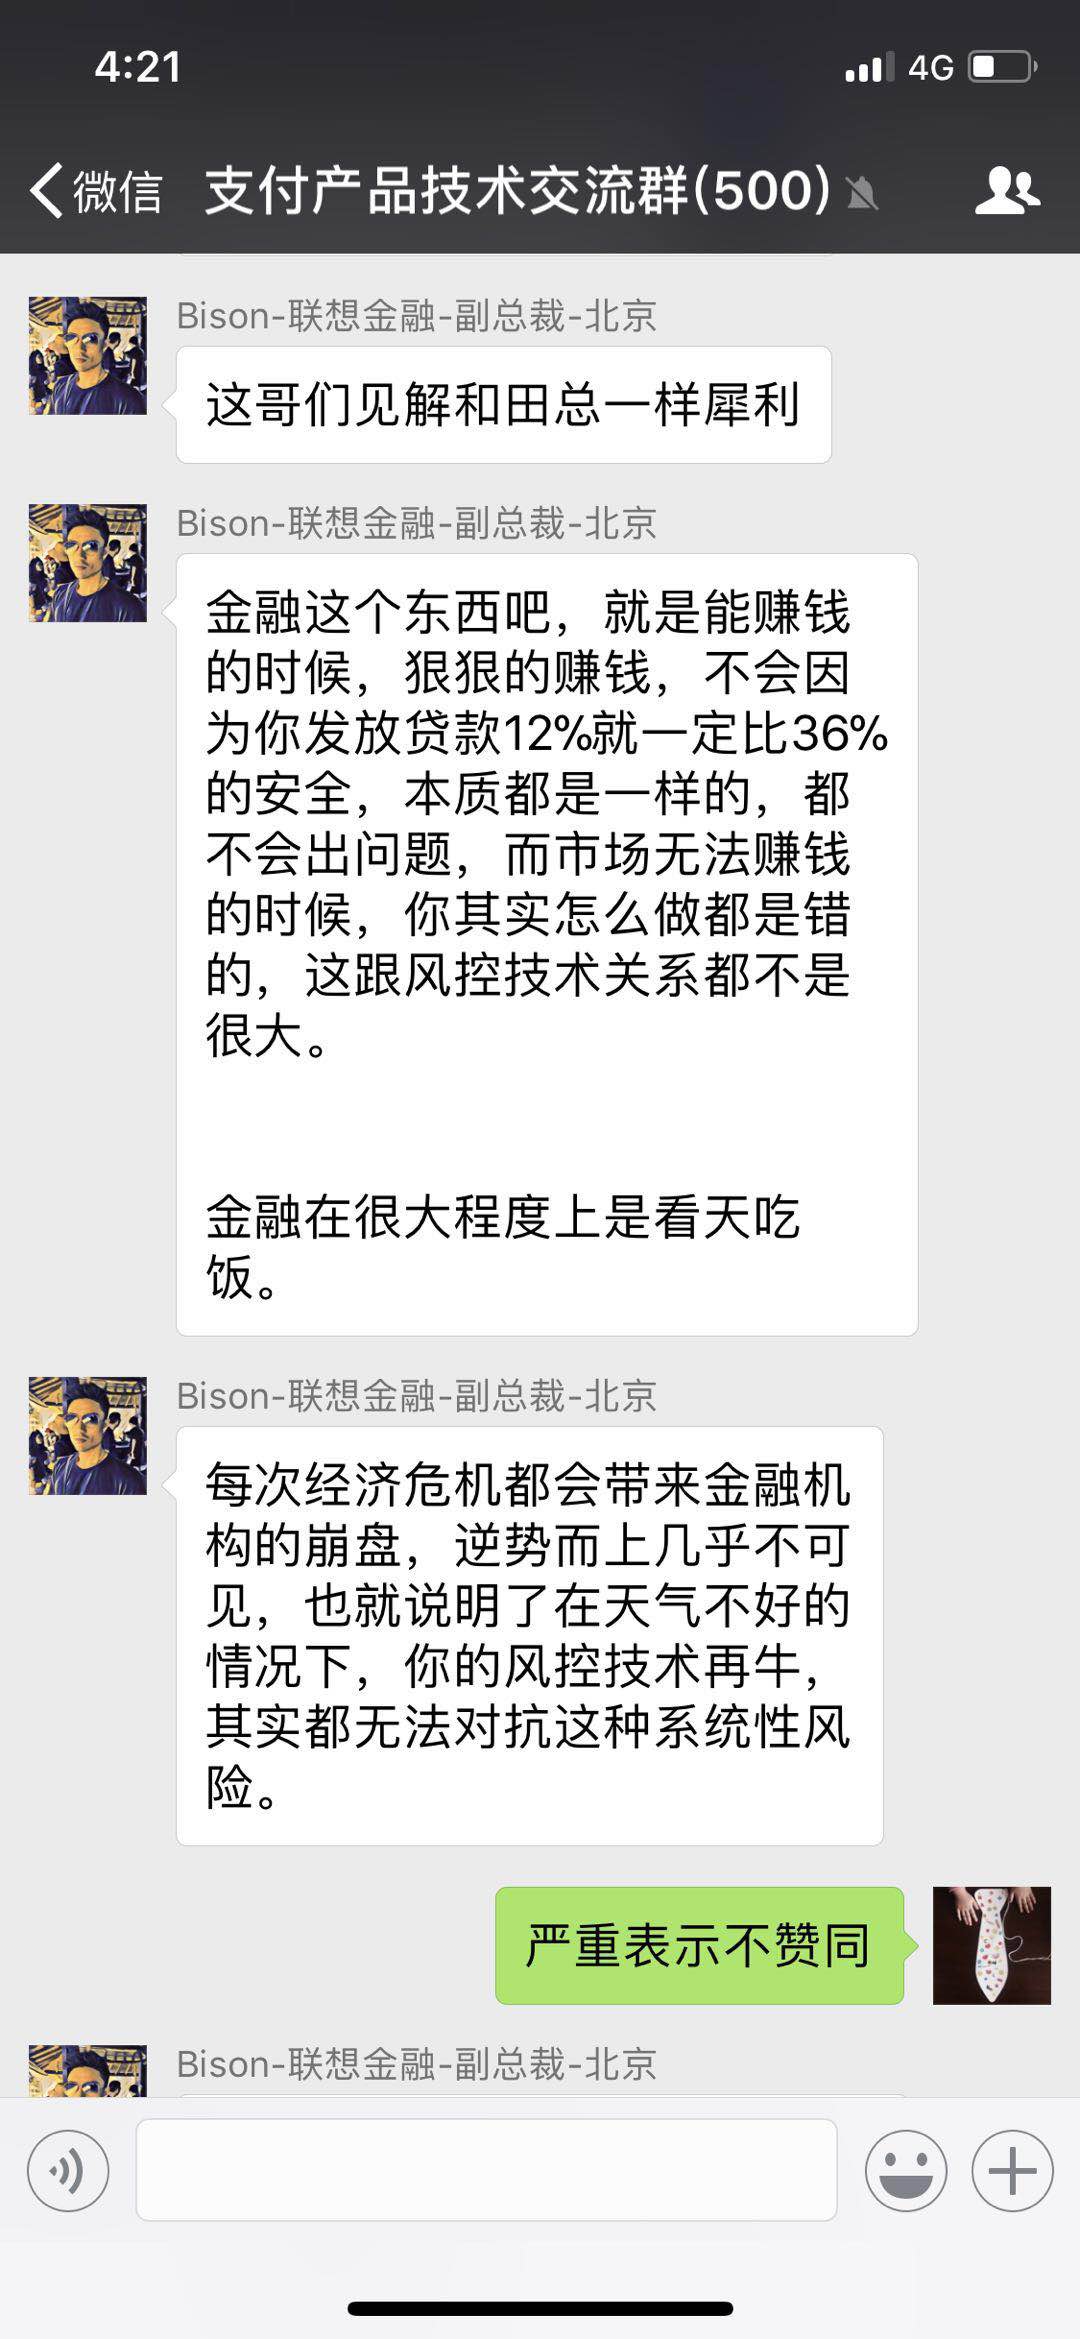 4:21
4G
微信
支付产品技术交流群(500)
Bison-联想金融-副总裁-北京
这哥们见解和田总一样犀利
Bison-联想金融-副总裁-北京
金融这个东西吧，就是能赚钱
的时候，狠狠的赚钱，不会因
为你发放贷款12%就一定比36%
的安全，本质都是一样的，都
不会出问题，而市场无法赚钱
的时候，你其实怎么做都是错
的，这跟风控技术关系都不是
很大。
金融在很大程度上是看天吃
饭。
Bison-联想金融-副总裁-北京
每次经济危机都会带来金融机
构的崩盘，逆势而上几乎不可
见，也就说明了在天气不好的
情况下，你的风控技术再牛，
其实都无法对抗这种系统性风
险。
严重表示不赞同
Bison-联想金融-副总裁-北京